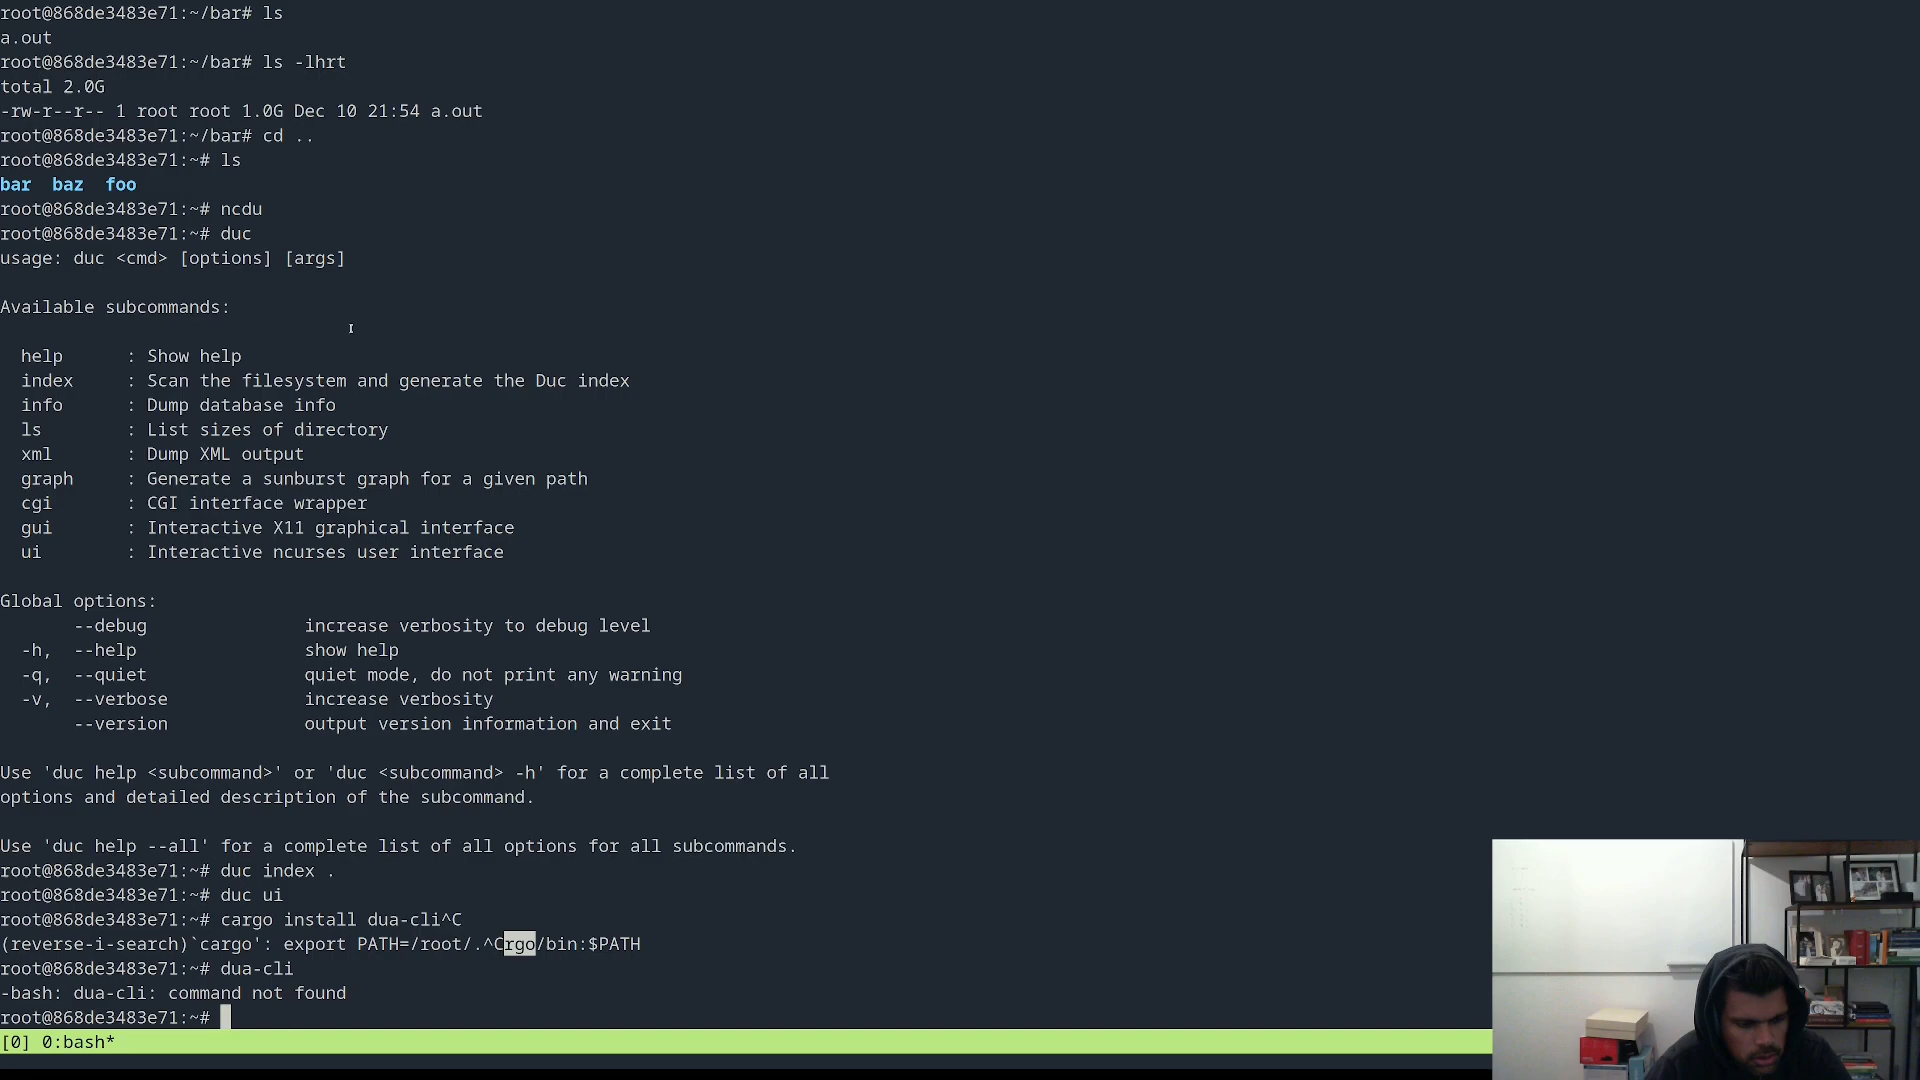 root@868de3483e71:~/bar# ls
a.out
root@868de3483e71:~/bar# ls -lhrt
total 2.0G
-rw-r--r-- 1 root root 1.0G Dec 10 21:54 a.out
root@868de3483e71:~/bar# cd ..
root@868de3483e71:~# ls
bar  baz  foo
root@868de3483e71:~# ncdu
root@868de3483e71:~# duc
usage: duc <cmd> [options] [args]
Available subcommands:
  help      : Show help
  index     : Scan the filesystem and generate the Duc index
  info      : Dump database info
  ls        : List sizes of directory
  xml       : Dump XML output
  graph     : Generate a sunburst graph for a given path
  cgi       : CGI interface wrapper
  gui       : Interactive X11 graphical interface
  ui        : Interactive ncurses user interface
Global options:
       --debug               increase verbosity to debug level
  -h,  --help                show help
  -q,  --quiet               quiet mode, do not print any warning
  -v,  --verbose             increase verbosity
       --version             output version information and exit
Use 'duc help <subcommand>' or 'duc <subcommand> -h' for a complete list of all
options and detailed description of the subcommand.
Use 'duc help --all' for a complete list of all options for all subcommands.
root@868de3483e71:~# duc index .
root@868de3483e71:~# duc ui
root@868de3483e71:~# cargo install dua-cli^C
(reverse-i-search)`cargo': export PATH=/root/.^Crgo/bin:$PATH
root@868de3483e71:~# dua-cli
-bash: dua-cli: command not found
root@868de3483e71:~#
[0] 0:bash*